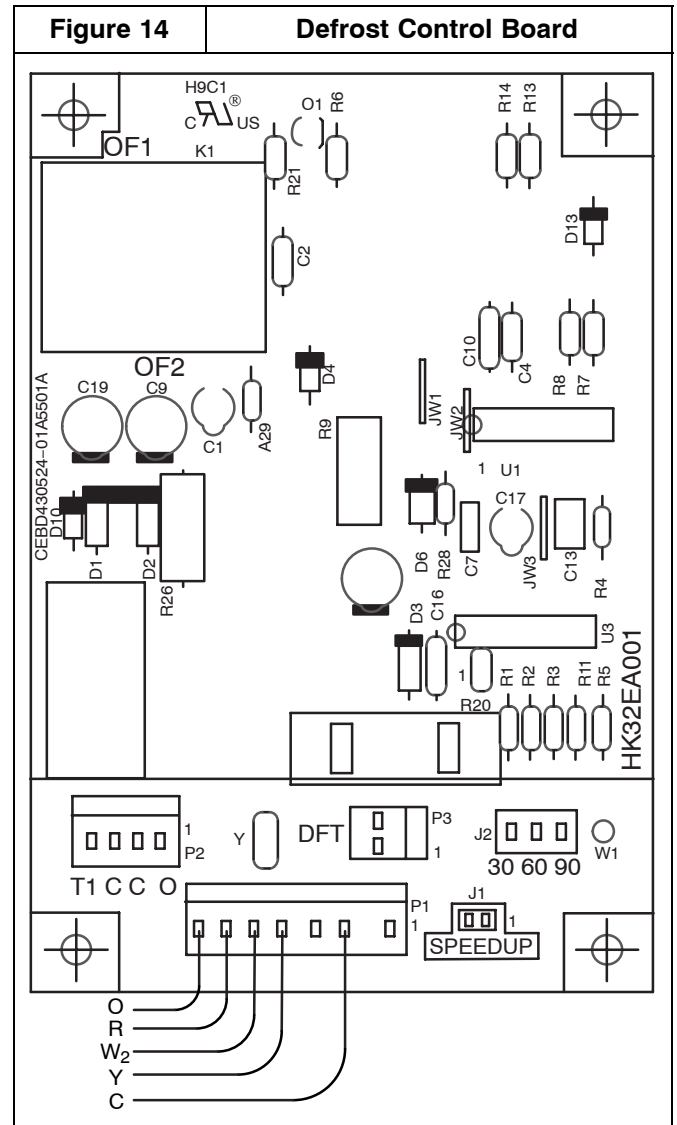 Figure 14
Defrost Control Board
H9C1
C US ®
O1
R6
R14
R13
OF1
K1
R21
D13
C2
C10
C4
R8
R7
OF2
D4
C19
C9
C1
A29
R9
JW1
JW2
CEBD430524-01A5501A
1 U1
C17
D10
D1
D2
R26
D6
R28
C7
JW3
C13
R4
D3
C16
U3
1
R20
R1
R2
R3
R11
R5
HK32EA001
1
P2
Y
DFT
P3
1
J2
W1
30 60 90
T1 C C O
P1
1
J1
1
SPEEDUP
O
R
W2
Y
C